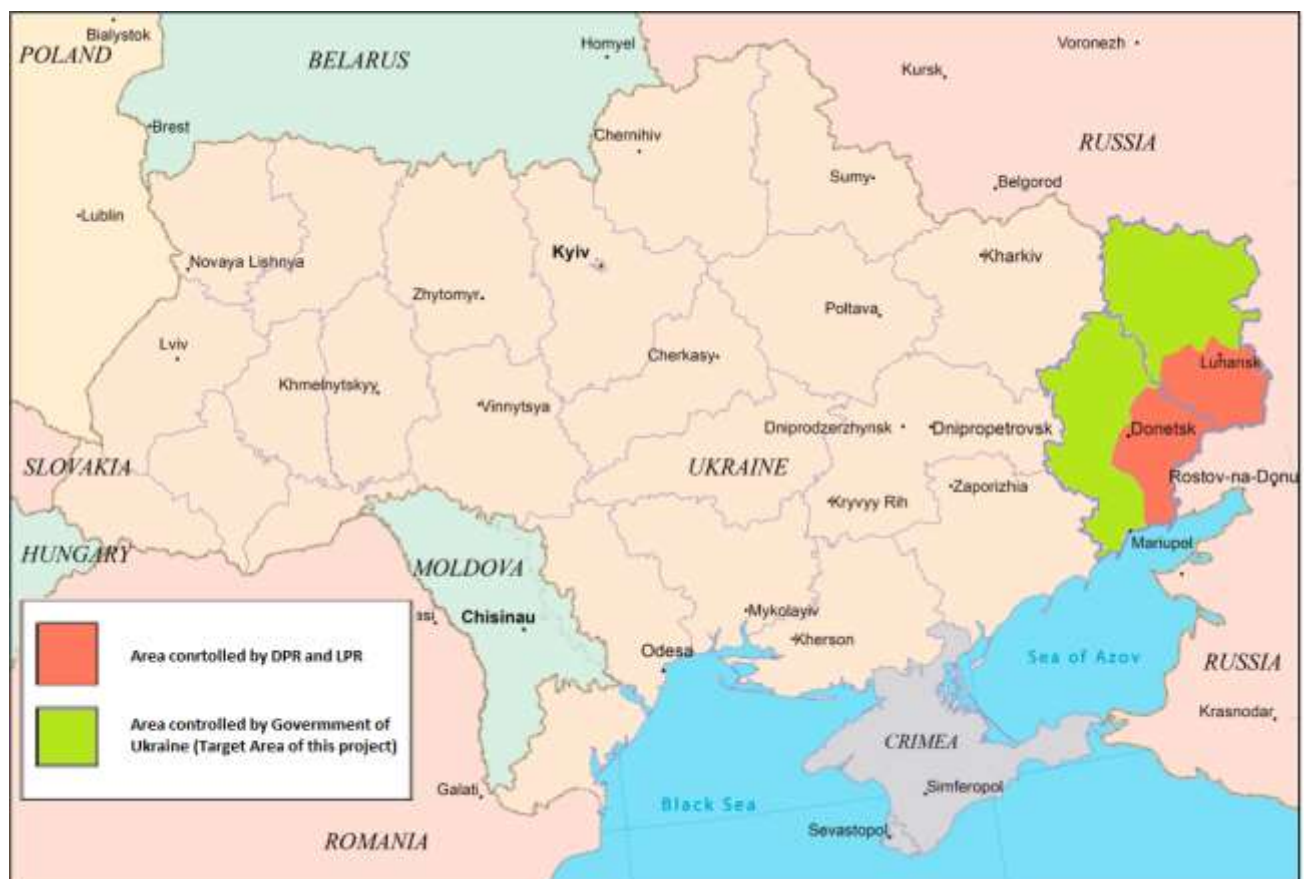 Bialystok
POLAND
BELARUS
Homyel
Voronezh
Kursk
Brest
Chernihiv
RUSSIA
Sumy
Belgorod
Lublin
Novaya Lishnya
Kyiv
Kharkiv
Zhytomyr
Poltava
Lviv
Cherkasy
Luhansk
Khmelnytskyy
Vinnytsya
Dniprodzerzhynsk
Dnipropetrovsk
Donetsk
SLOVAKIA
UKRAINE
Zaporizhia
Rostov-na-Donu
Kryvyy Rih
HUNGARY
MOLDOVA
Mariupol
ssi
Chisinau
Mykolayiv
Kherson
Odesa
Sea of Azov
RUSSIA
Area conrtolled by DPR and LPR
Area controlled by Govermment of
Ukraine (Target Area of this project)
Krasnodar
CRIMEA
Galati
Simferopol
Black Sea
Sevastopol
ROMANIA